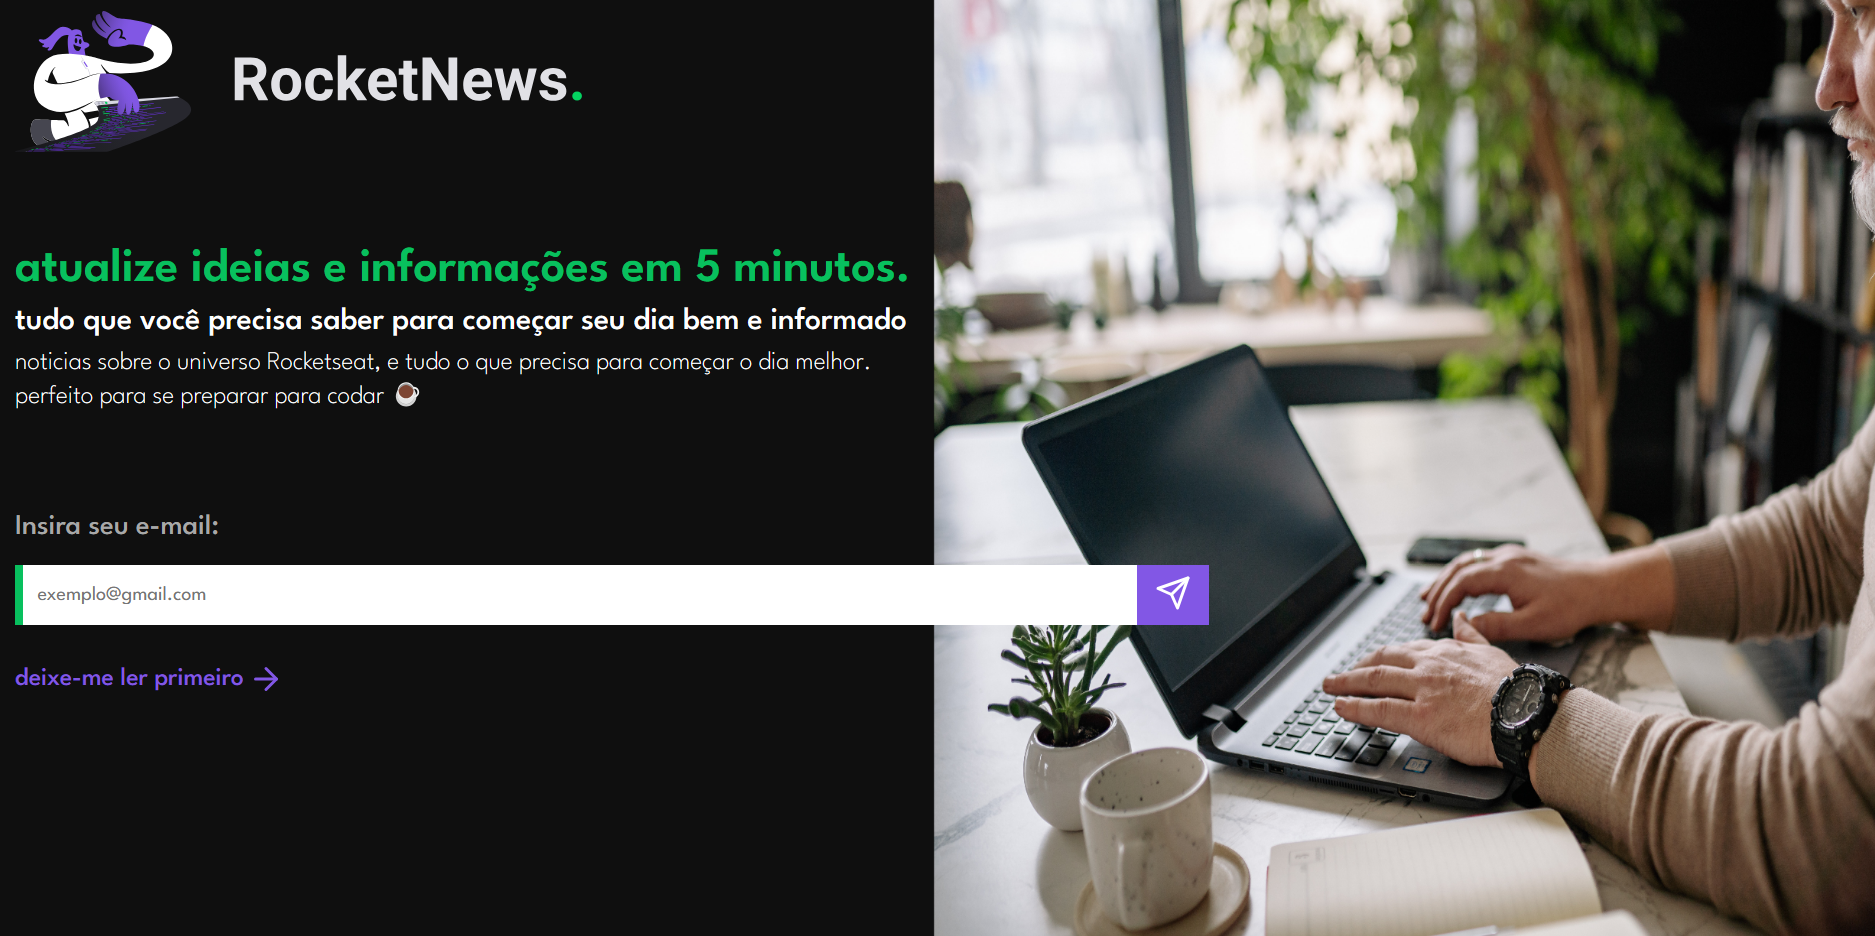 RocketNews.
atualize ideias e informações em 5 minutos.
tudo que você precisa saber para começar seu dia bem e informado
noticias sobre o universo Rocketseat, e tudo o que precisa para começar o dia melhor.
perfeito para se preparar para codar ☕
Insira seu e-mail:
exemplo@gmail.com
deixe-me ler primeiro →